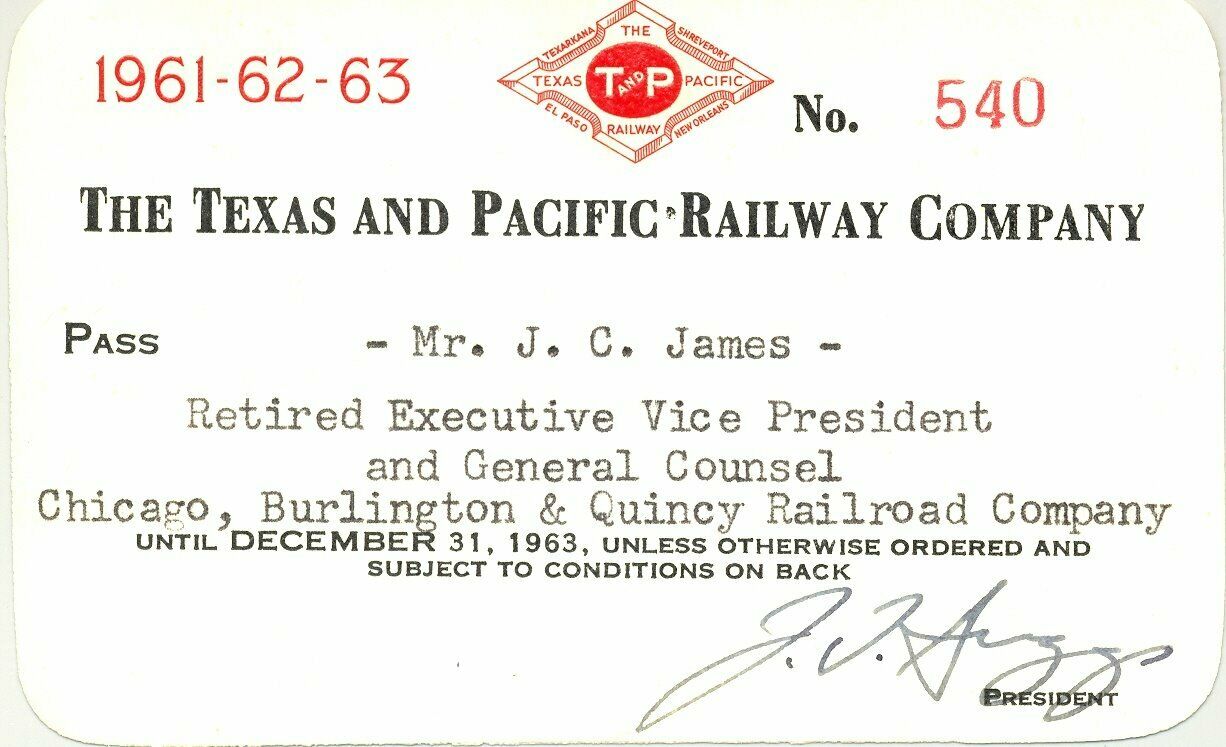 1961-62-63
TEXARKANA THE SHREVEPORT
TEXAS T AND P PACIFIC
EL PASO RAILWAY NEW ORLEANS
No. 540
THE TEXAS AND PACIFIC RAILWAY COMPANY
PASS - Mr. J. C. James -
Retired Executive Vice President
and General Counsel
Chicago, Burlington & Quincy Railroad Company
UNTIL DECEMBER 31, 1963, UNLESS OTHERWISE ORDERED AND
SUBJECT TO CONDITIONS ON BACK
J. T. Suggs
PRESIDENT